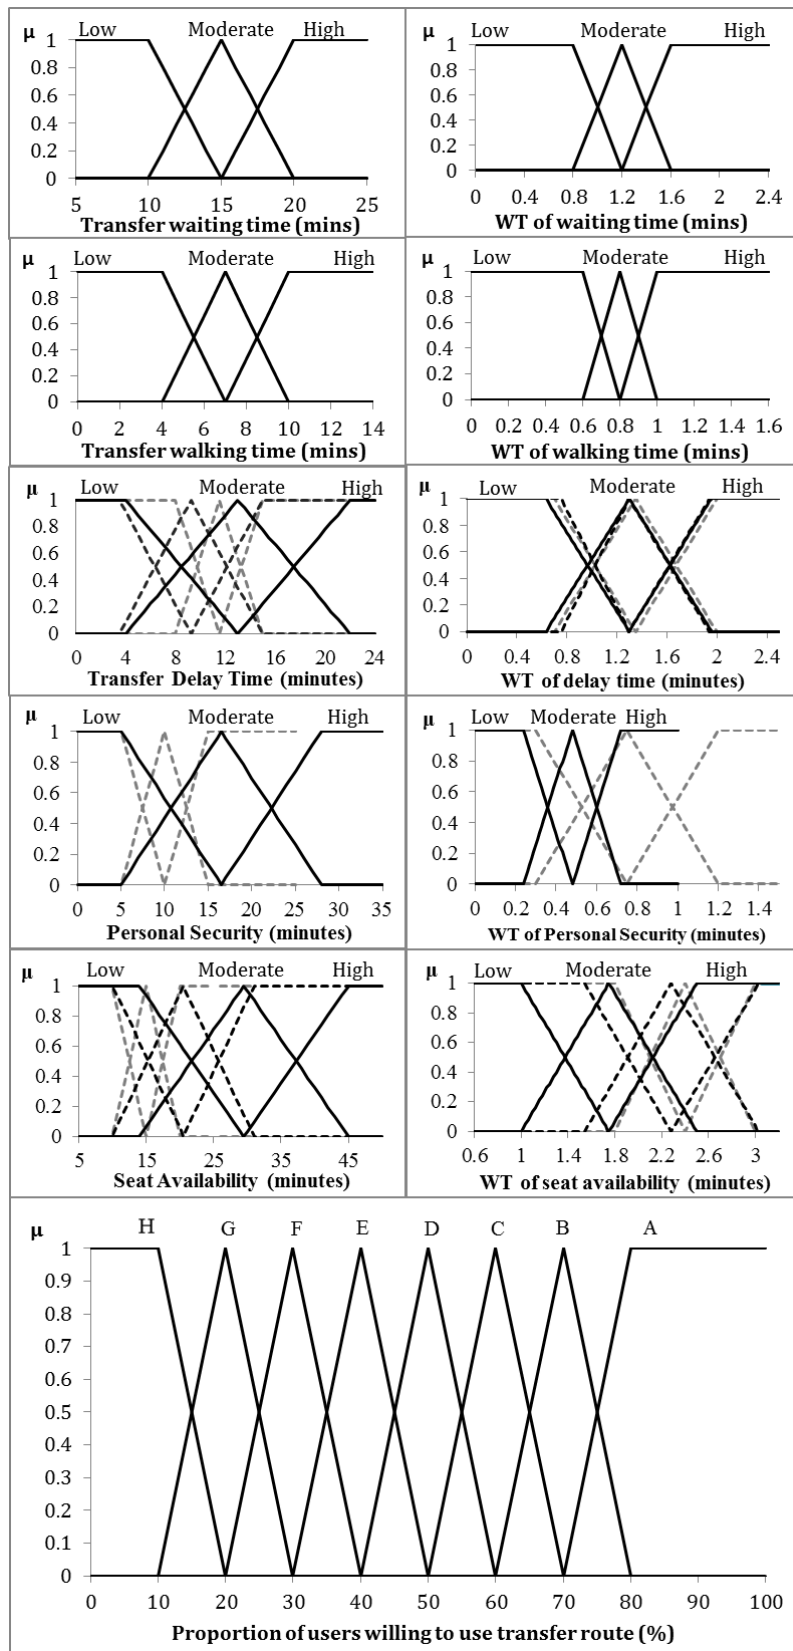 μ Low Moderate High
1
0.8
0.6
0.4
0.2
0
5 10 15 20 25
Transfer waiting time (mins)
μ Low Moderate High
1
0.8
0.6
0.4
0.2
0
0 0.4 0.8 1.2 1.6 2 2.4
WT of waiting time (mins)
μ Low Moderate High
1
0.8
0.6
0.4
0.2
0
0 2 4 6 8 10 12 14
Transfer walking time (mins)
μ Low Moderate High
1
0.8
0.6
0.4
0.2
0
0 0.2 0.4 0.6 0.8 1 1.2 1.4 1.6
WT of walking time (mins)
μ Low Moderate High
1
0.8
0.6
0.4
0.2
0
0 4 8 12 16 20 24
Transfer Delay Time (minutes)
μ Low Moderate High
1
0.8
0.6
0.4
0.2
0
0 0.4 0.8 1.2 1.6 2 2.4
WT of delay time (minutes)
μ Low Moderate High
1
0.8
0.6
0.4
0.2
0
0 5 10 15 20 25 30 35
Personal Security (minutes)
μ Low Moderate High
1
0.8
0.6
0.4
0.2
0
0 0.2 0.4 0.6 0.8 1 1.2 1.4
WT of Personal Security (minutes)
μ Low Moderate High
1
0.8
0.6
0.4
0.2
0
5 15 25 35 45
Seat Availability (minutes)
μ Low Moderate High
1
0.8
0.6
0.4
0.2
0
0.6 1 1.4 1.8 2.2 2.6 3
WT of seat availability (minutes)
μ H G F E D C B A
1
0.9
0.8
0.7
0.6
0.5
0.4
0.3
0.2
0.1
0
0 10 20 30 40 50 60 70 80 90 100
Proportion of users willing to use transfer route (%)